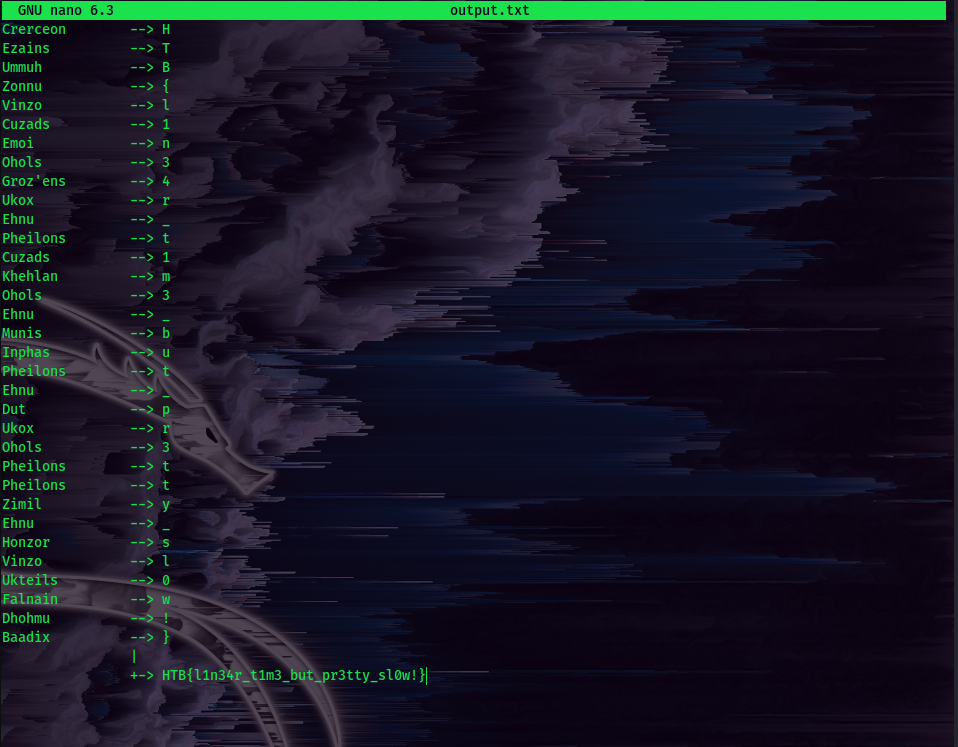 GNU nano 6.3 output.txt
Crerceon --> H
Ezains --> T
Ummuh --> B
Zonnu --> {
Vinzo --> l
Cuzads --> 1
Emoi --> n
Ohols --> 3
Groz'ens --> 4
Ukox --> r
Ehnu --> _
Pheilons --> t
Cuzads --> 1
Khehlan --> m
Ohols --> 3
Ehnu --> _
Munis --> b
Inphas --> u
Pheilons --> t
Ehnu --> _
Dut --> p
Ukox --> r
Ohols --> 3
Pheilons --> t
Pheilons --> t
Zimil --> y
Ehnu --> _
Honzor --> s
Vinzo --> l
Ukteils --> 0
Falnain --> w
Dhohmu --> !
Baadix --> }
|
+-> HTB{l1n34r_t1m3_but_pr3tty_sl0w!}